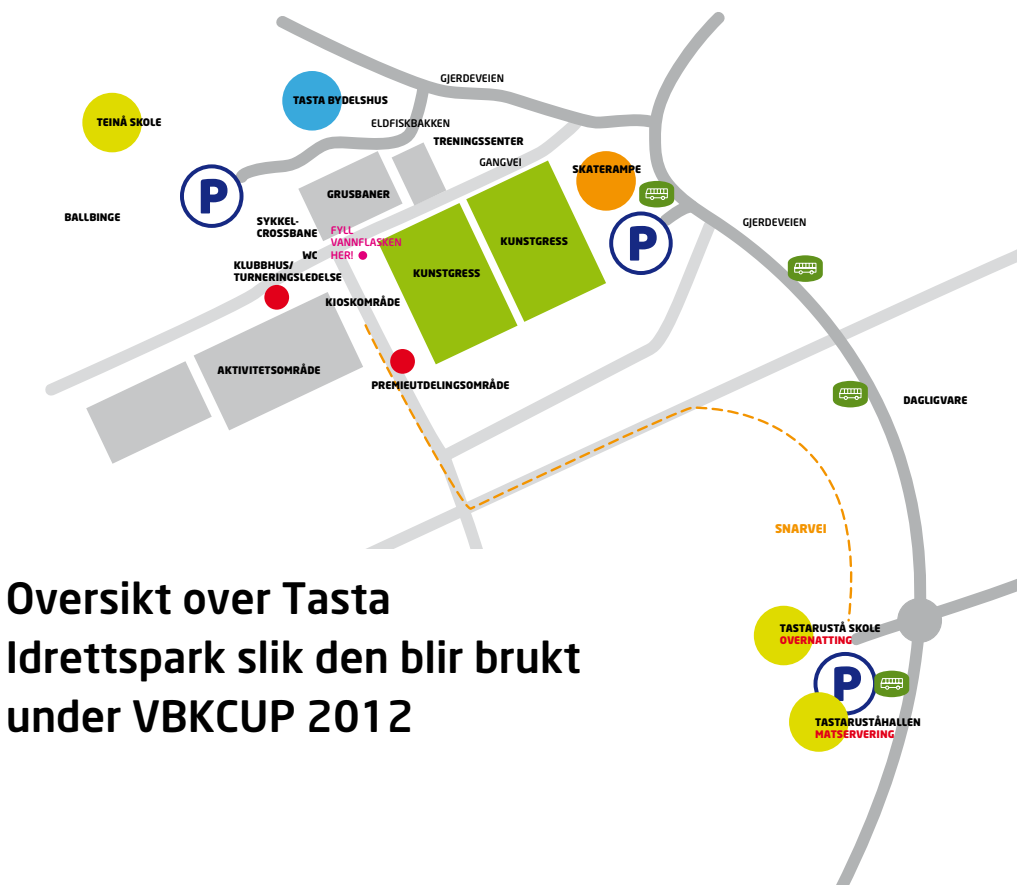 GJERDEVEIEN
TASTA BYDELSHUS
TEINÅ SKOLE
ELDFISKBAKKEN
TRENINGSSENTER
GANGVEI
SKATERAMPE
P
GRUSBANER
BALLBINGE
SYKKEL-
CROSSBANE
FYLL
VANNFLASKEN
HER!
WC
KUNSTGRESS
P
GJERDEVEIEN
KLUBBHUS/
TURNERINGSLEDELSE
KUNSTGRESS
KIOSKOMRÅDE
AKTIVITETSOMRÅDE
PREMIEUTDELINGSOMRÅDE
DAGLIGVARE
SNARVEI
Oversikt over Tasta
Idrettspark slik den blir brukt
under VBKCUP 2012
TASTARUSTÅ SKOLE
OVERNATTING
P
TASTARUSTÅHALLEN
MATSERVERING